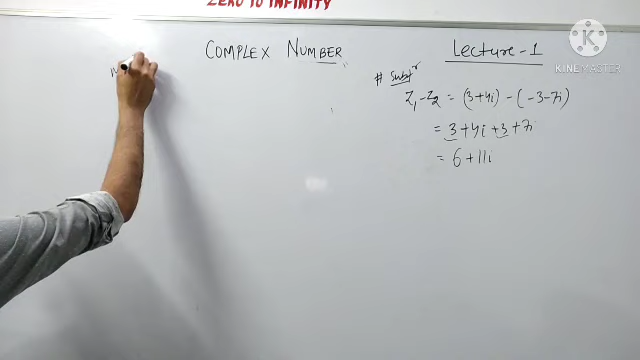 ZERO TO INFINITY
COMPLEX NUMBER
Lecture-1
KINEMASTER
# Subtr
Z1-Z2 = (3+4i) - (-3-7i)
= 3+4i+3+7i
= 6+11i